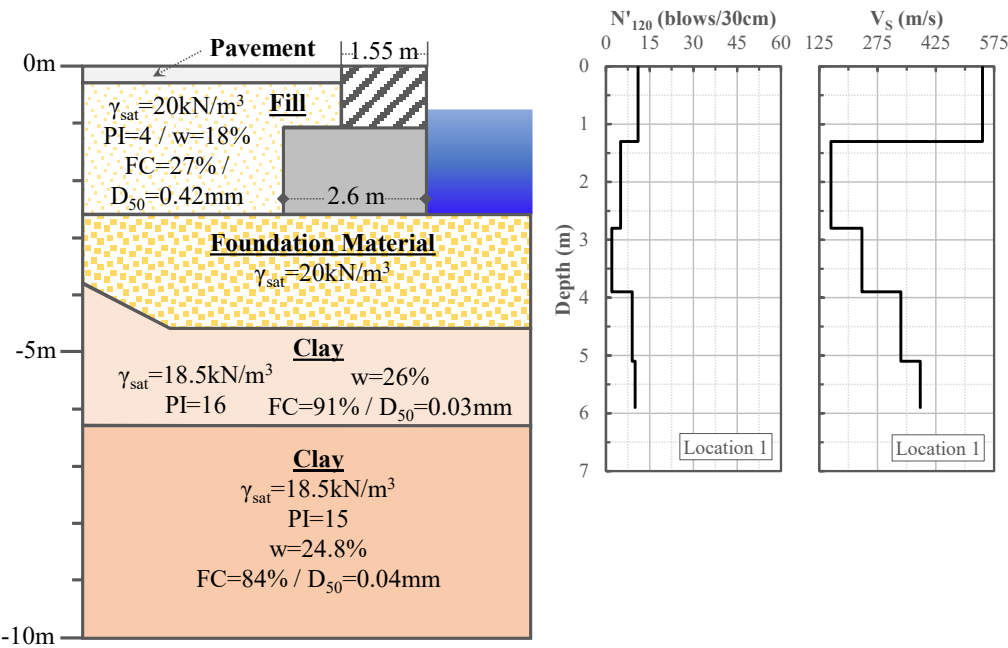 Pavement
1.55 m
0m
γsat=20kN/m³
Fill
PI=4 / w=18%
FC=27% /
D50=0.42mm
2.6 m
Foundation Material
γsat=20kN/m³
-5m
Clay
γsat=18.5kN/m³
w=26%
PI=16
FC=91% / D50=0.03mm
Clay
γsat=18.5kN/m³
PI=15
w=24.8%
FC=84% / D50=0.04mm
-10m
N'120 (blows/30cm)
0 15 30 45 60
Depth (m)
0
1
2
3
4
5
6
7
Location 1
VS (m/s)
125 275 425 575
Location 1